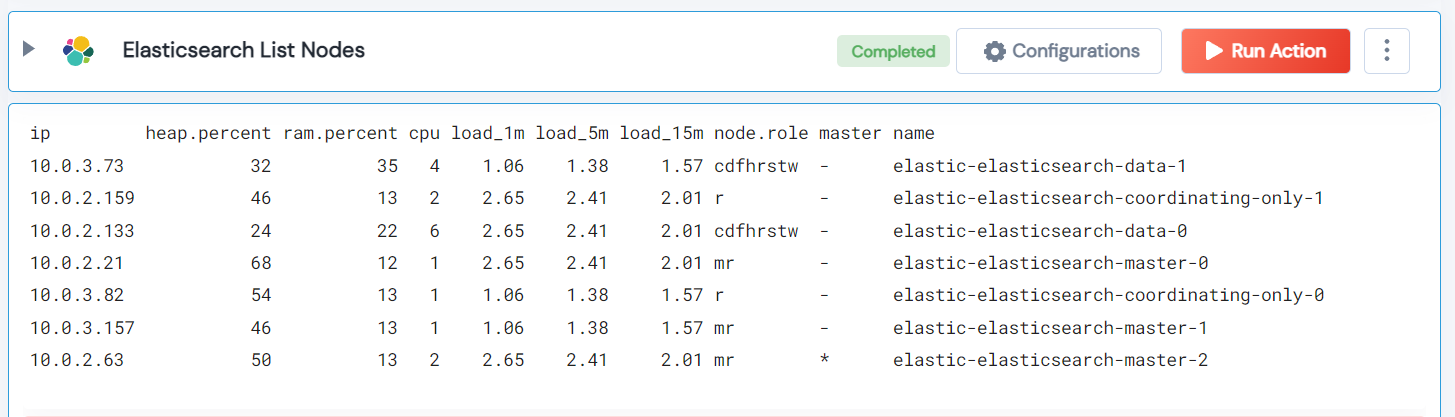 Elasticsearch List Nodes Completed Configurations Run Action
ip heap.percent ram.percent cpu load_1m load_5m load_15m node.role master name
10.0.3.73 32 35 4 1.06 1.38 1.57 cdfhrstw - elastic-elasticsearch-data-1
10.0.2.159 46 13 2 2.65 2.41 2.01 r - elastic-elasticsearch-coordinating-only-1
10.0.2.133 24 22 6 2.65 2.41 2.01 cdfhrstw - elastic-elasticsearch-data-0
10.0.2.21 68 12 1 2.65 2.41 2.01 mr - elastic-elasticsearch-master-0
10.0.3.82 54 13 1 1.06 1.38 1.57 r - elastic-elasticsearch-coordinating-only-0
10.0.3.157 46 13 1 1.06 1.38 1.57 mr - elastic-elasticsearch-master-1
10.0.2.63 50 13 2 2.65 2.41 2.01 mr * elastic-elasticsearch-master-2